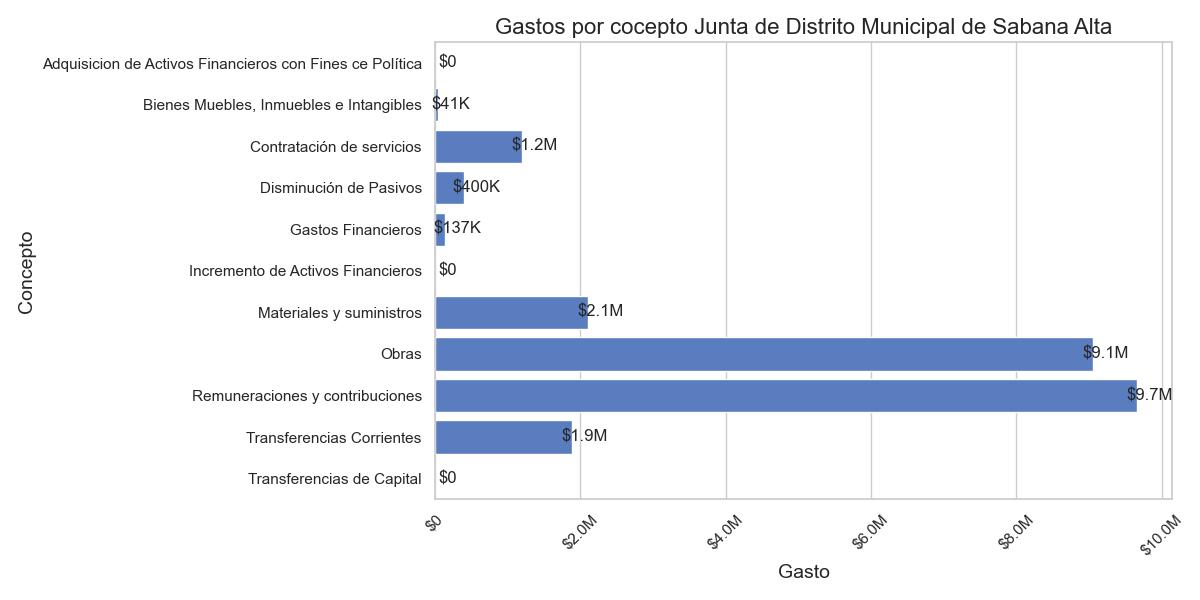 Gastos por cocepto Junta de Distrito Municipal de Sabana Alta
Concepto
Adquisicion de Activos Financieros con Fines ce Política $0
Bienes Muebles, Inmuebles e Intangibles $41K
Contratación de servicios $1.2M
Disminución de Pasivos $400K
Gastos Financieros $137K
Incremento de Activos Financieros $0
Materiales y suministros $2.1M
Obras $9.1M
Remuneraciones y contribuciones $9.7M
Transferencias Corrientes $1.9M
Transferencias de Capital $0
$0 $2.0M $4.0M $6.0M $8.0M $10.0M
Gasto